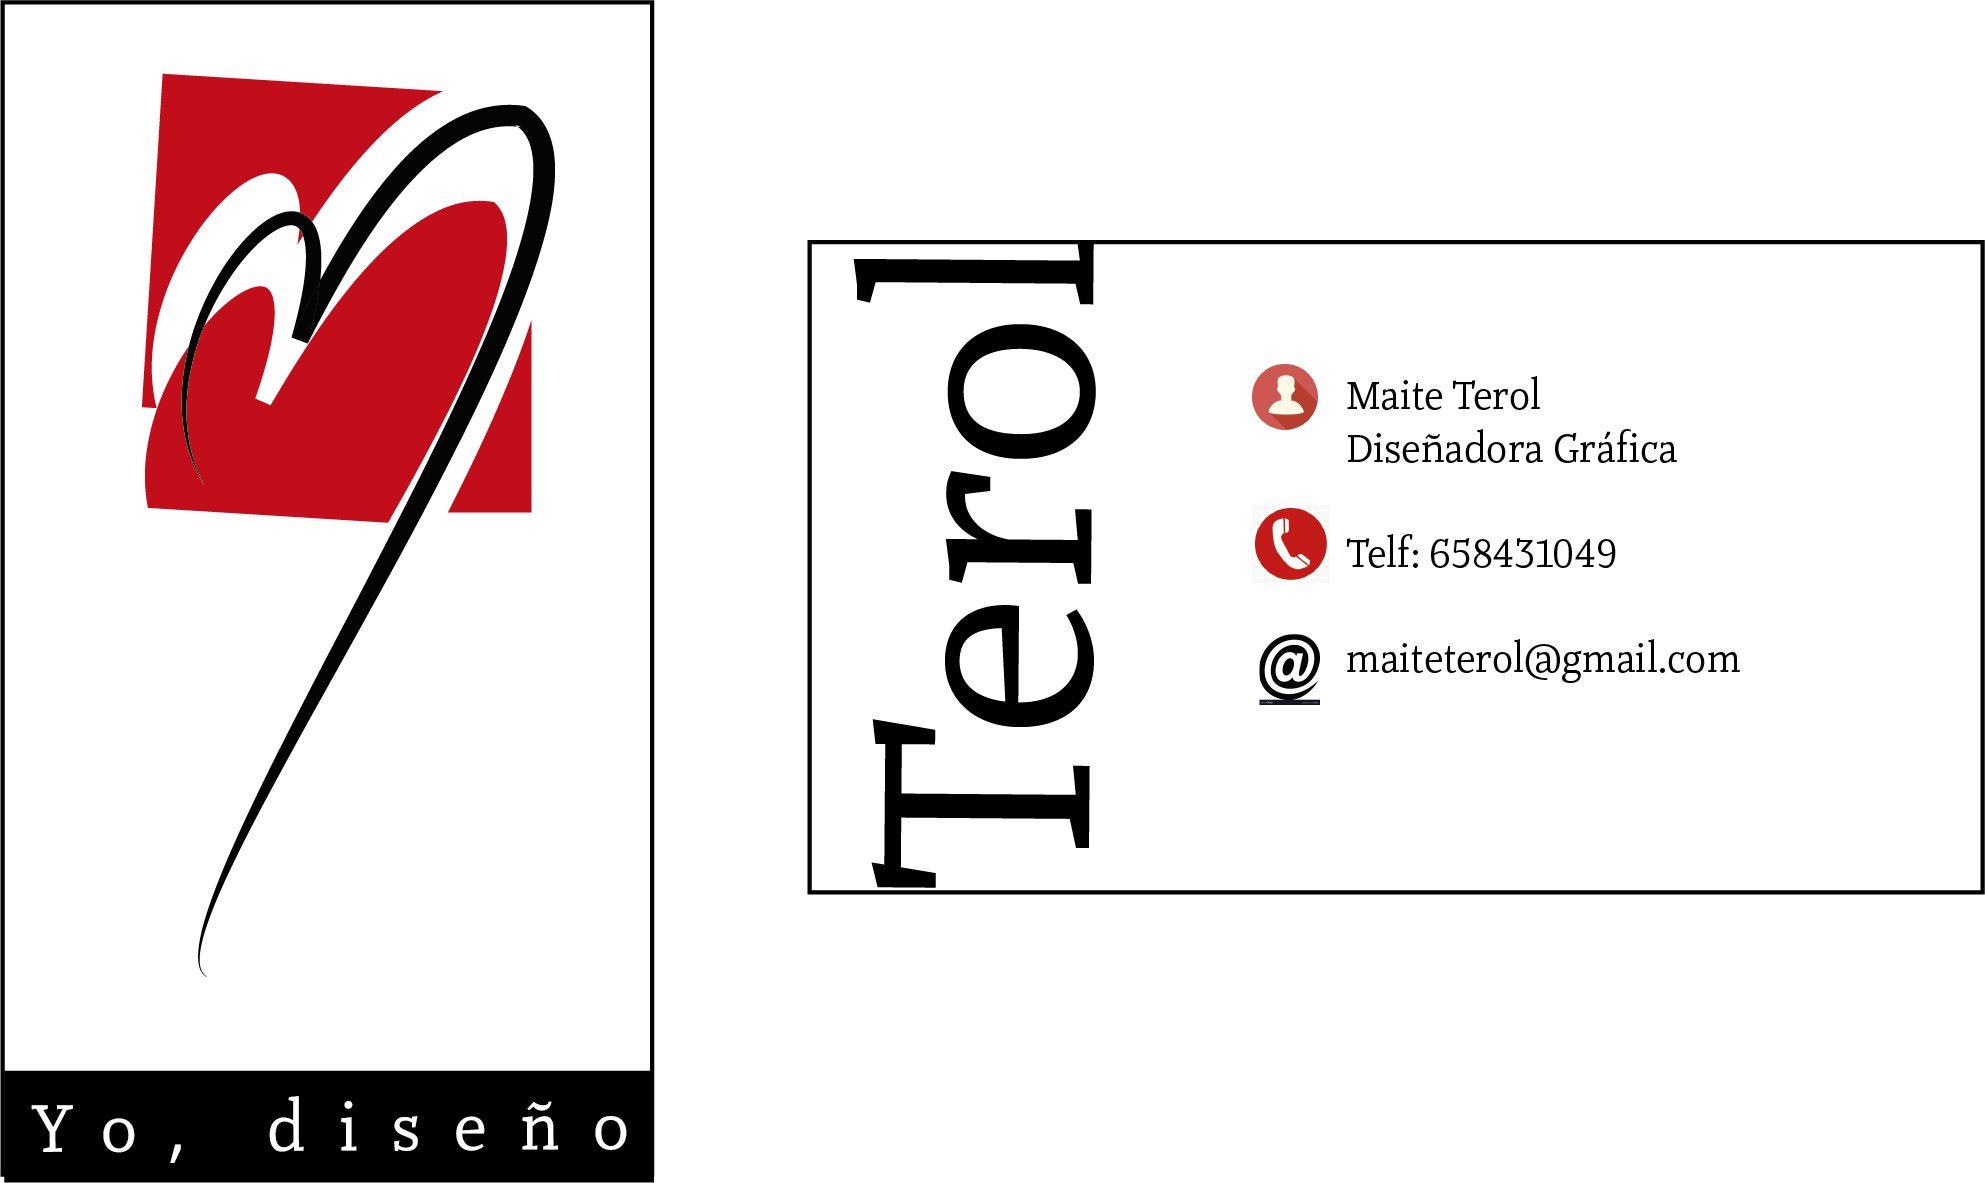 Yo, diseño
Terol
Maite Terol
Diseñadora Gráfica
Telf: 658431049
@
maiteterol@gmail.com